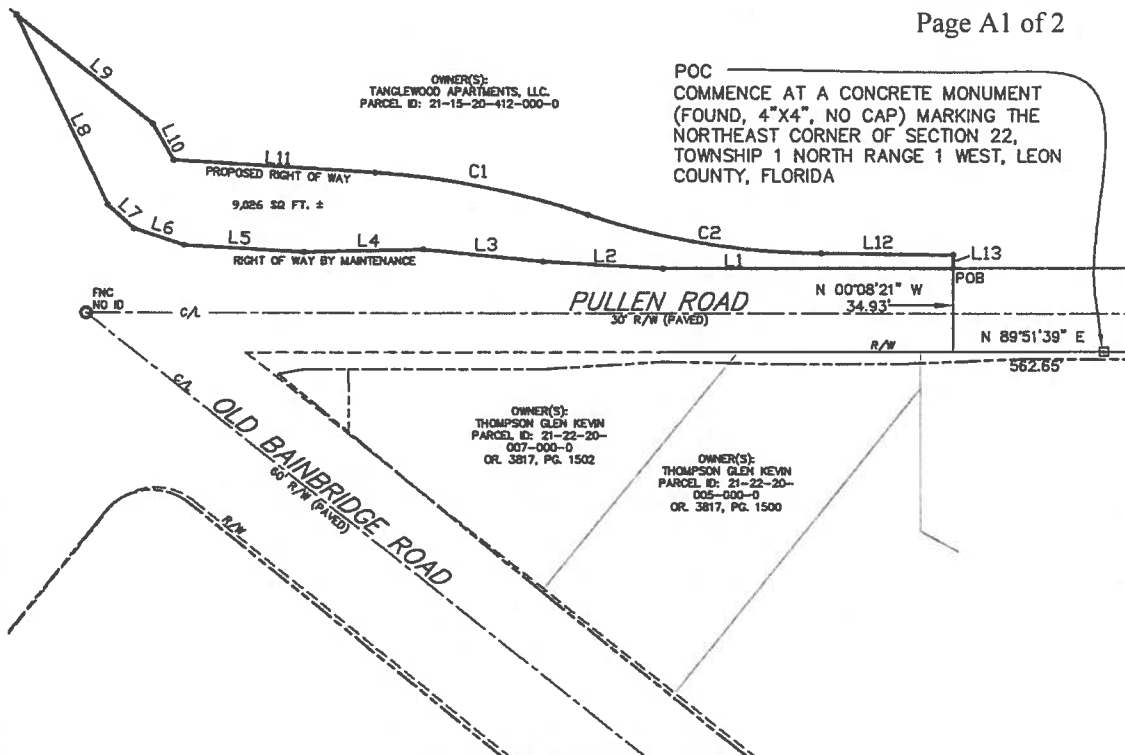 Page A1 of 2
POC
COMMENCE AT A CONCRETE MONUMENT
(FOUND, 4"X4", NO CAP) MARKING THE
NORTHEAST CORNER OF SECTION 22,
TOWNSHIP 1 NORTH RANGE 1 WEST, LEON
COUNTY, FLORIDA
OWNER(S):
TANGLEWOOD APARTMENTS, LLC.
PARCEL ID: 21-15-20-412-000-0
L9
L8
L10
L11
PROPOSED RIGHT OF WAY
C1
9,026 SQ FT. ±
L7
L6
L5
L4
L3
L2
L1
C2
L12
L13
RIGHT OF WAY BY MAINTENANCE
POB
FNC
NO ID
C/L
PULLEN ROAD
30' R/W (PAVED)
N 00°08'21" W
34.93'
R/W
N 89°51'39" E
562.65'
C/L
OLD BAINBRIDGE ROAD
60' R/W (PAVED)
R/W
OWNER(S):
THOMPSON GLEN KEVIN
PARCEL ID: 21-22-20-
007-000-0
OR. 3817, PG. 1502
OWNER(S):
THOMPSON GLEN KEVIN
PARCEL ID: 21-22-20-
005-000-0
OR. 3817, PG. 1500